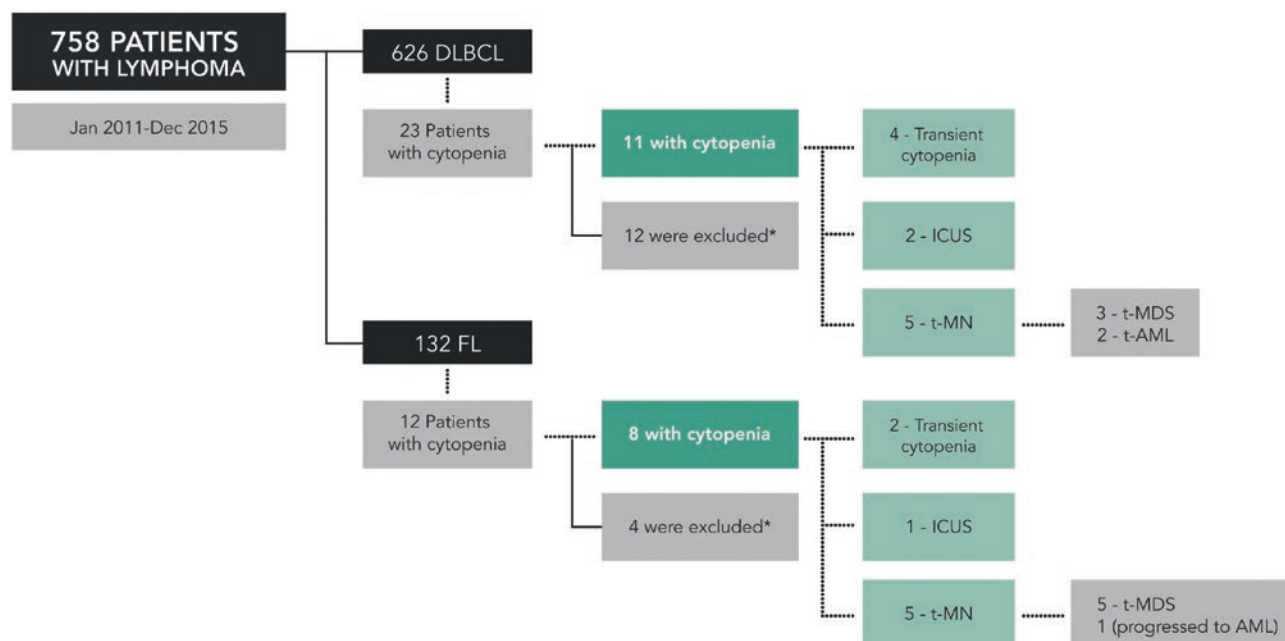 758 PATIENTS
WITH LYMPHOMA
Jan 2011-Dec 2015
626 DLBCL
23 Patients
with cytopenia
11 with cytopenia
12 were excluded*
4 - Transient
cytopenia
2 - ICUS
5 - t-MN
3 - t-MDS
2 - t-AML
132 FL
12 Patients
with cytopenia
8 with cytopenia
4 were excluded*
2 - Transient
cytopenia
1 - ICUS
5 - t-MN
5 - t-MDS
1 (progressed to AML)